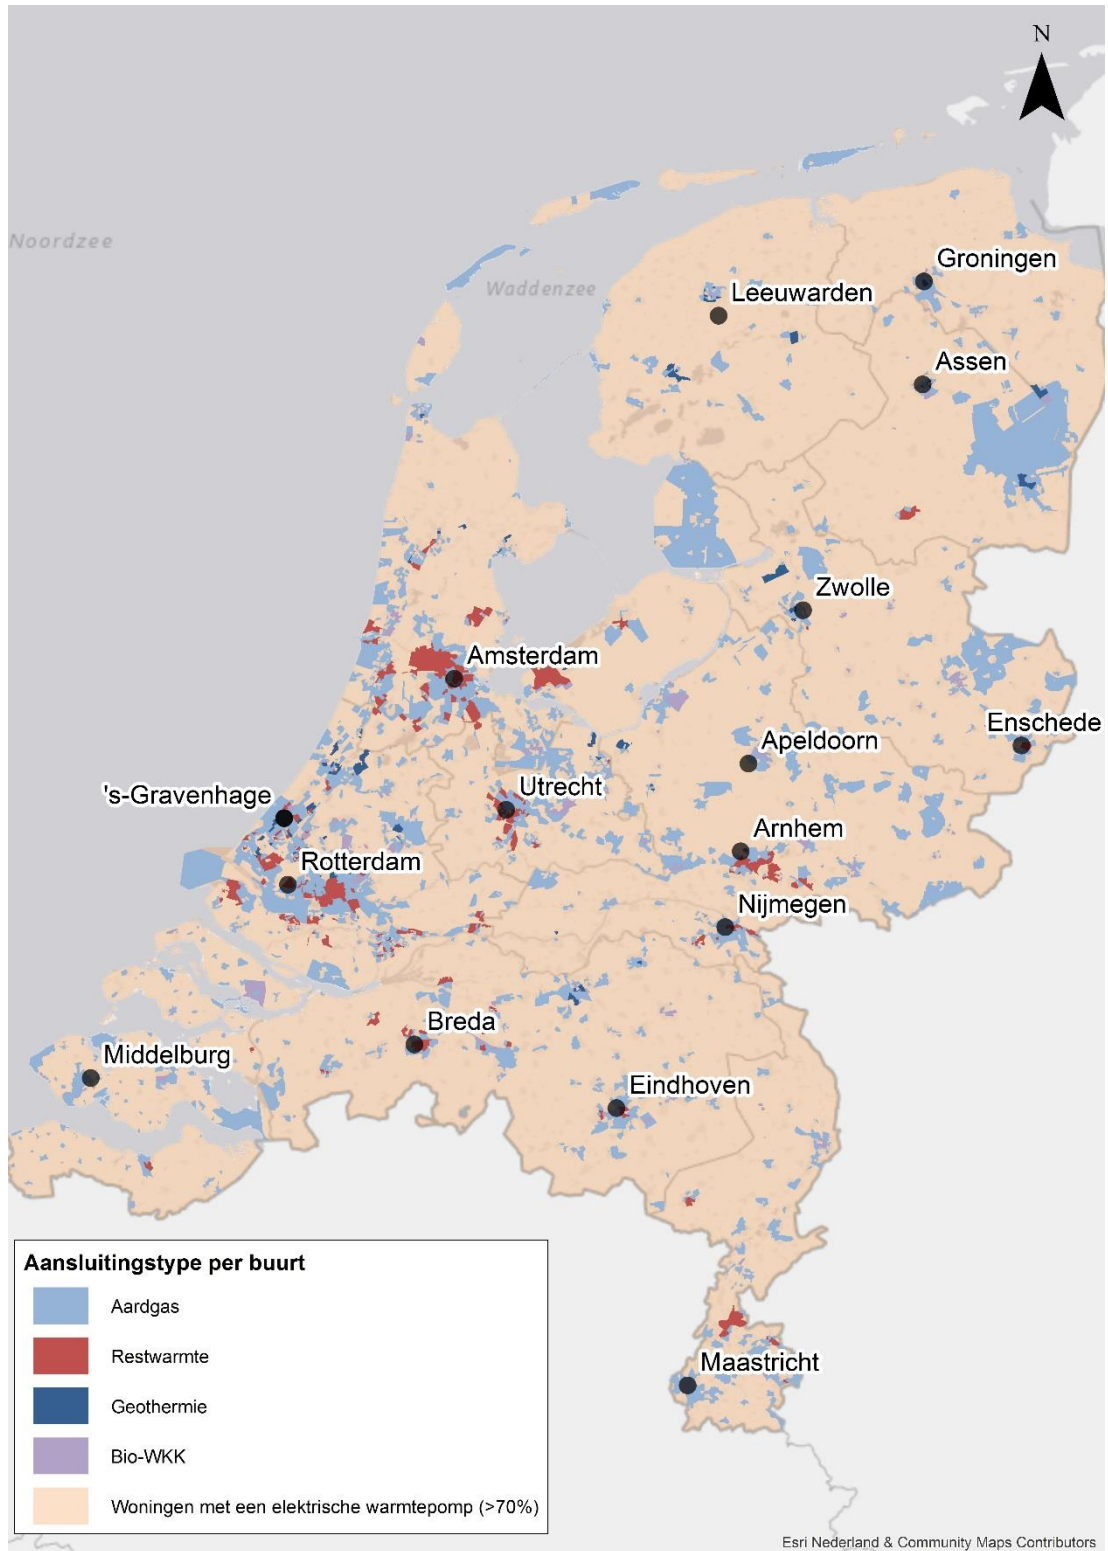 N
Noordzee
Waddenzee
Groningen
Leeuwarden
Assen
Zwolle
Amsterdam
Enschede
Apeldoorn
Utrecht
's-Gravenhage
Arnhem
Rotterdam
Nijmegen
Breda
Middelburg
Eindhoven
Maastricht
Aansluitingstype per buurt
Aardgas
Restwarmte
Geothermie
Bio-WKK
Woningen met een elektrische warmtepomp (>70%)
Esri Nederland & Community Maps Contributors